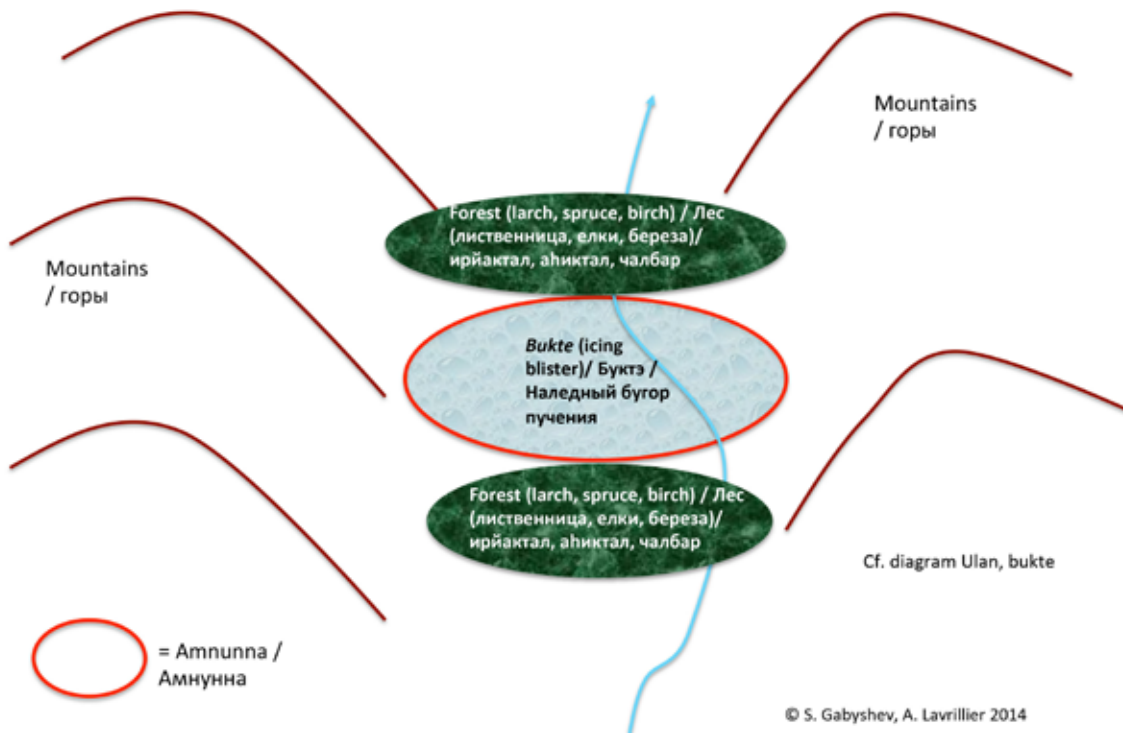 Mountains
/ горы
Forest (larch, spruce, birch) / Лес
(лиственница, елки, береза)/
ирйактал, аһиктал, чалбар
Mountains
/ горы
Bukte (icing
blister)/ Буктэ /
Наледный бугор
пучения
Forest (larch, spruce, birch) / Лес
(лиственница, елки, береза)/
ирйактал, аһиктал, чалбар
Cf. diagram Ulan, bukte
= Amnunna /
Амнунна
© S. Gabyshev, A. Lavrillier 2014